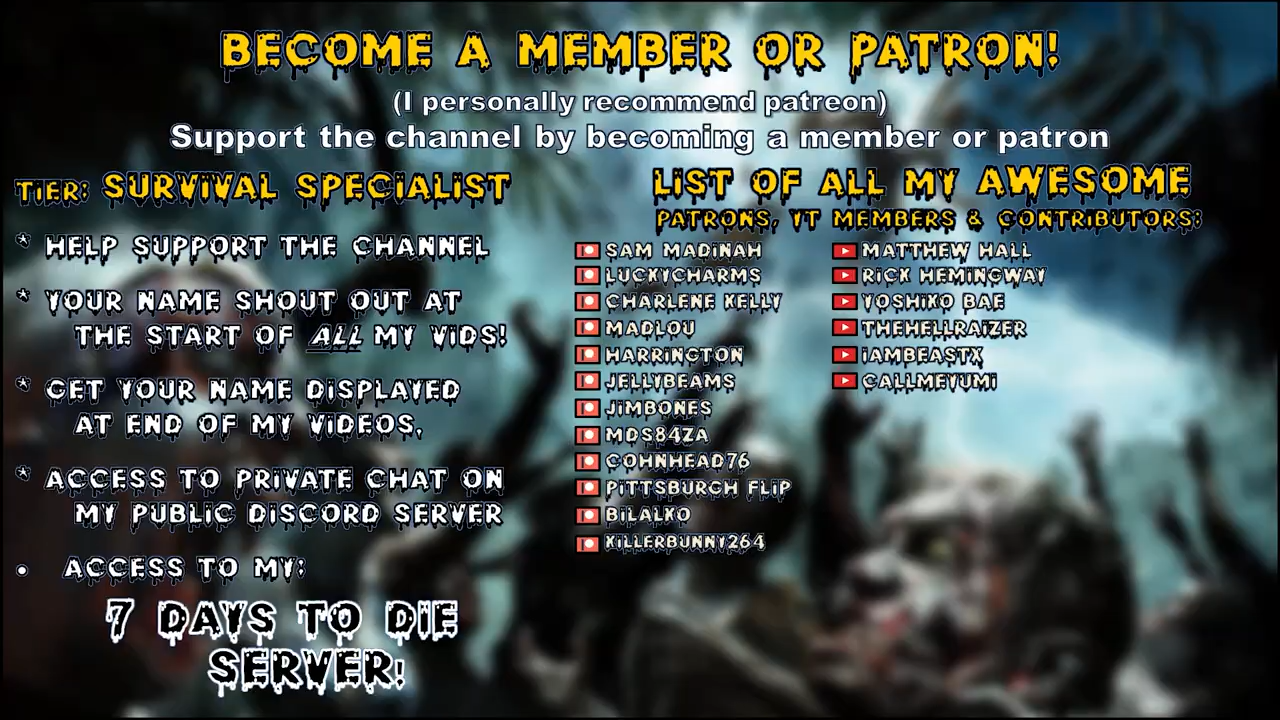 BECOME A MEMBER OR PATRON!
(I personally recommend patreon)
Support the channel by becoming a member or patron
TIER: SURVIVAL SPECIALIST
* HELP SUPPORT THE CHANNEL
* YOUR NAME SHOUT OUT AT
THE START OF ALL MY VIDS!
* GET YOUR NAME DISPLAYED
AT END OF MY VIDEOS.
* ACCESS TO PRIVATE CHAT ON
MY PUBLIC DISCORD SERVER
• ACCESS TO MY:
7 DAYS TO DIE
SERVER!
LIST OF ALL MY AWESOME
PATRONS, YT MEMBERS & CONTRIBUTORS:
SAM MADINAH
LUCKYCHARMS
CHARLENE KELLY
MADLOU
HARRINGTON
JELLYBEAMS
JIMBONES
MDS84ZA
COHNHEAD76
PITTSBURGH FLIP
BILALKO
KILLERBUNNY264
MATTHEW HALL
RICK HEMINGWAY
YOSHIKO BAE
THEHELLRAIZER
IAMBEASTX
CALLMEYUMI